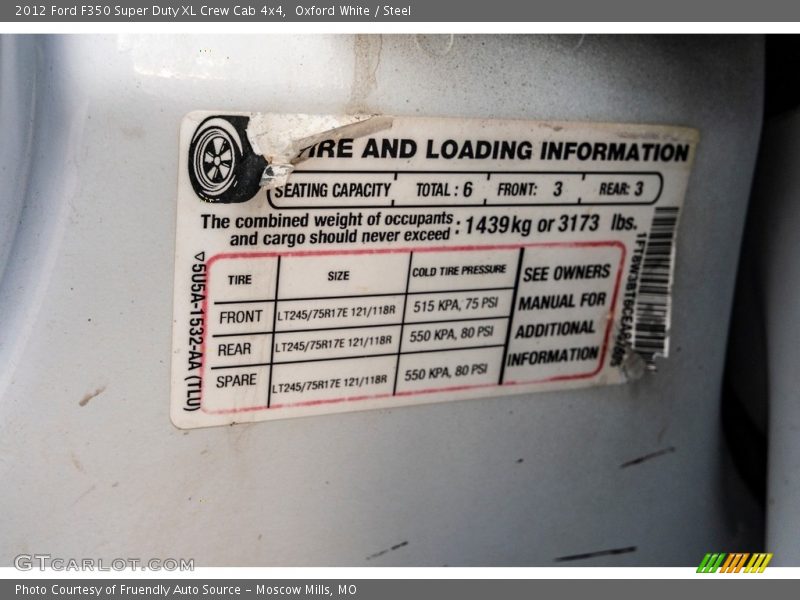 2012 Ford F350 Super Duty XL Crew Cab 4x4, Oxford White / Steel
TIRE AND LOADING INFORMATION
SEATING CAPACITY TOTAL : 6 FRONT: 3 REAR: 3
The combined weight of occupants
and cargo should never exceed : 1439 kg or 3173 lbs.
TIRE SIZE COLD TIRE PRESSURE
FRONT LT245/75R17E 121/118R 515 KPA, 75 PSI
REAR LT245/75R17E 121/118R 550 KPA, 80 PSI
SPARE LT245/75R17E 121/118R 550 KPA, 80 PSI
SEE OWNERS
MANUAL FOR
ADDITIONAL
INFORMATION
▽5U5A-1532-AA (TLU)
GTCARLOT.COM
Photo Courtesy of Fruendly Auto Source – Moscow Mills, MO